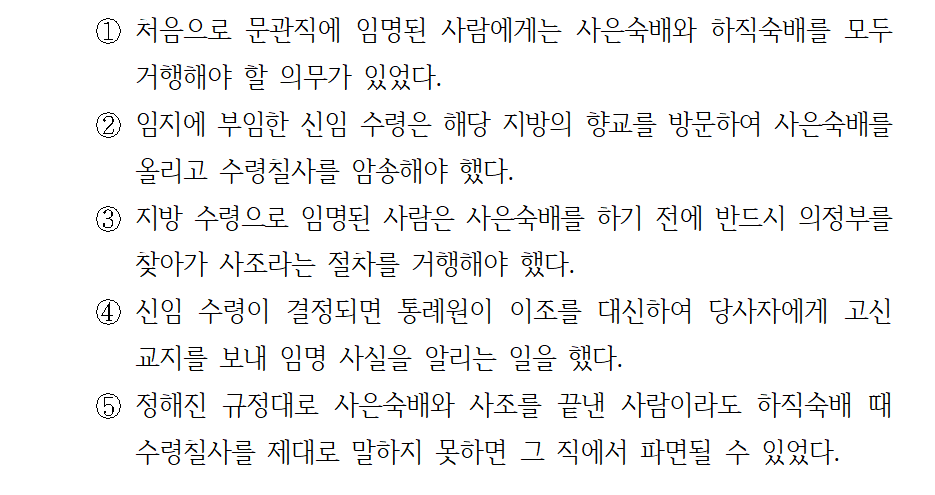 ① 처음으로 문관직에 임명된 사람에게는 사은숙배와 하직숙배를 모두
거행해야 할 의무가 있었다.
② 임지에 부임한 신임 수령은 해당 지방의 향교를 방문하여 사은숙배를
올리고 수령칠사를 암송해야 했다.
③ 지방 수령으로 임명된 사람은 사은숙배를 하기 전에 반드시 의정부를
찾아가 사조라는 절차를 거행해야 했다.
④ 신임 수령이 결정되면 통례원이 이조를 대신하여 당사자에게 고신
교지를 보내 임명 사실을 알리는 일을 했다.
⑤ 정해진 규정대로 사은숙배와 사조를 끝낸 사람이라도 하직숙배 때
수령칠사를 제대로 말하지 못하면 그 직에서 파면될 수 있었다.